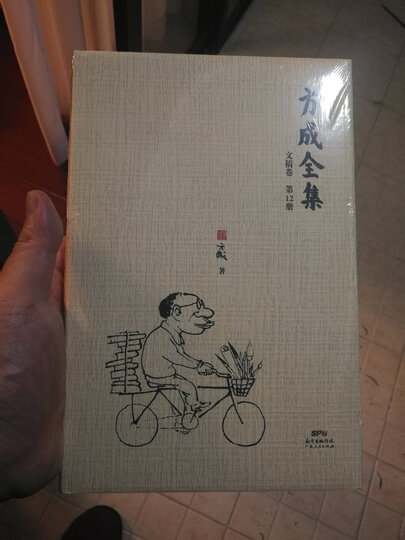 方成全集
文稿卷 第12册
方成 著
SPM
南方出版传媒
广东人民出版社